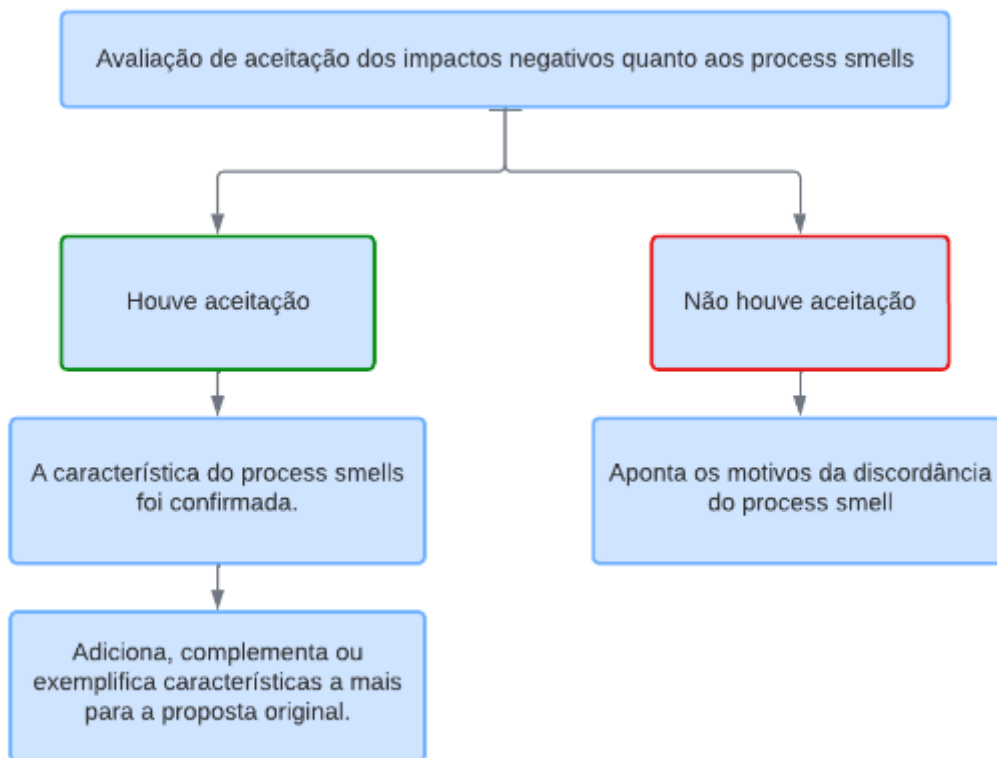 Avaliação de aceitação dos impactos negativos quanto aos process smells
Houve aceitação
Não houve aceitação
A característica do process smells
foi confirmada.
Aponta os motivos da discordância
do process smell
Adiciona, complementa ou
exemplifica características a mais
para a proposta original.